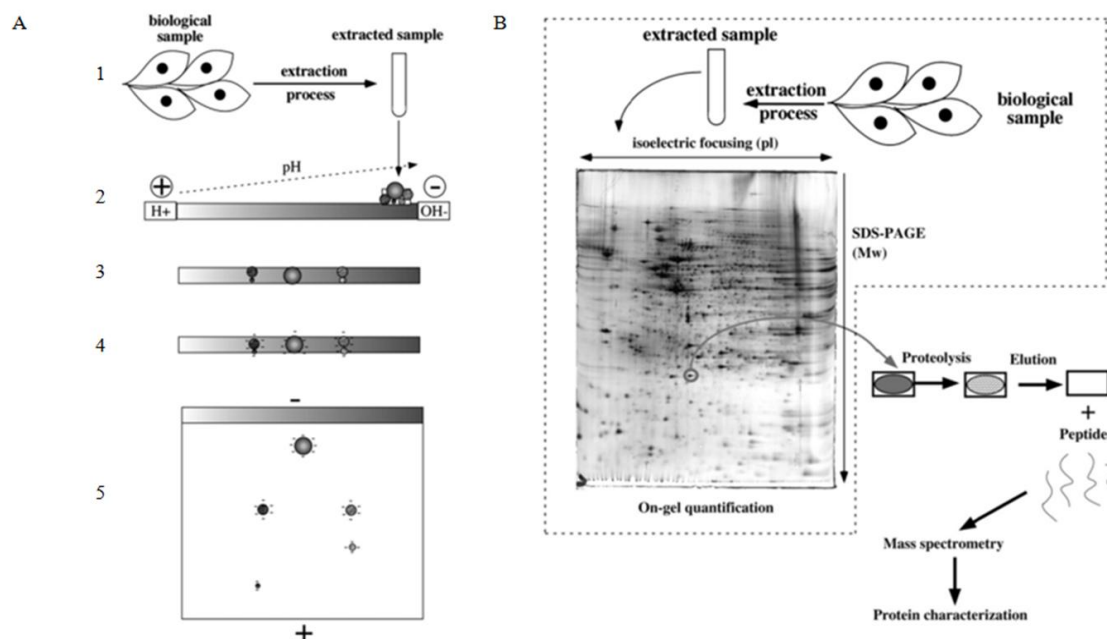 A
biological
sample
extracted sample
1
extraction
process
pH
+
-
2
H+
OH-
3
4
-
5
+
B
extracted sample
extraction
process
biological
sample
isoelectric focusing (pI)
SDS-PAGE
(Mw)
Proteolysis
Elution
+
Peptide
On-gel quantification
Mass spectrometry
Protein characterization